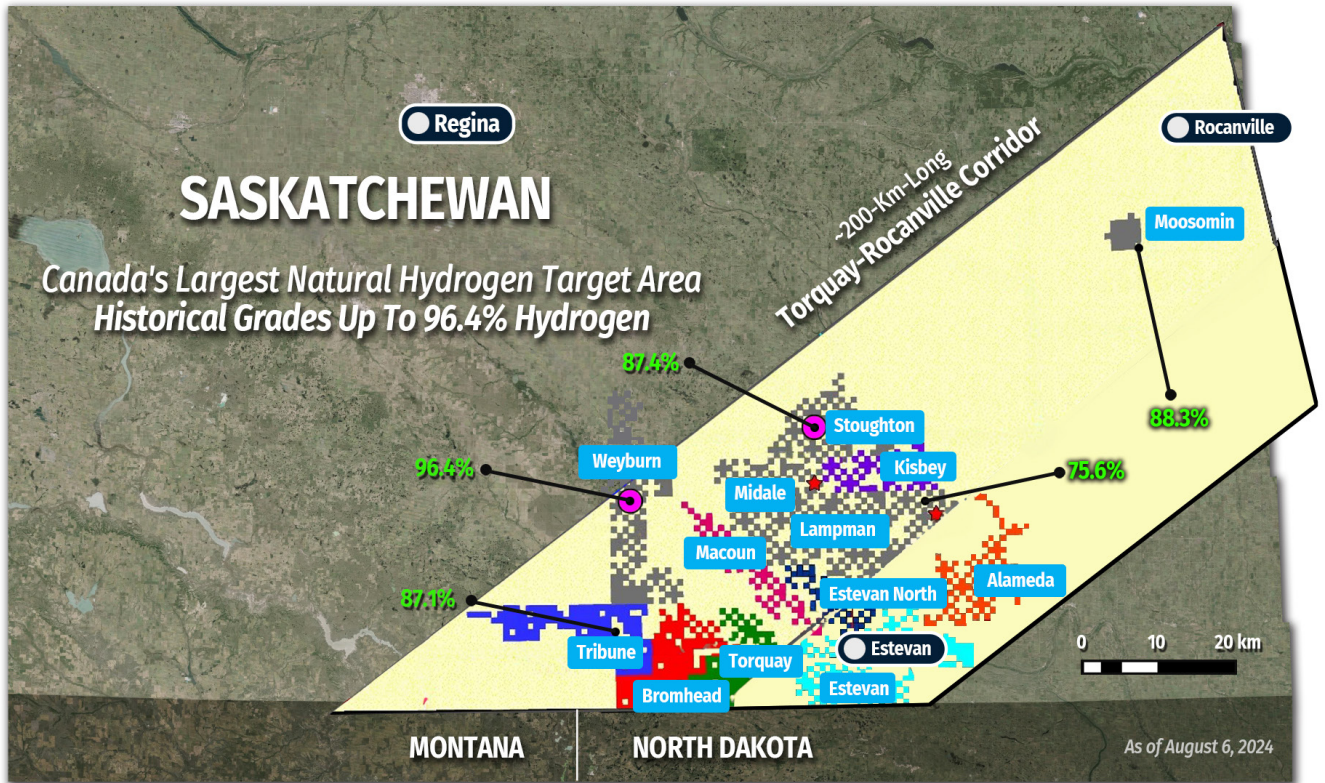 Regina
Rocanville
SASKATCHEWAN
~200-Km-Long
Torquay-Rocanville Corridor
Moosomin
Canada's Largest Natural Hydrogen Target Area
Historical Grades Up To 96.4% Hydrogen
87.4%
88.3%
Stoughton
Weyburn
Kisbey
96.4%
75.6%
Midale
Lampman
Macoun
Alameda
Estevan North
87.1%
Tribune
Torquay
Estevan
0 10 20 km
Bromhead
Estevan
MONTANA
NORTH DAKOTA
As of August 6, 2024